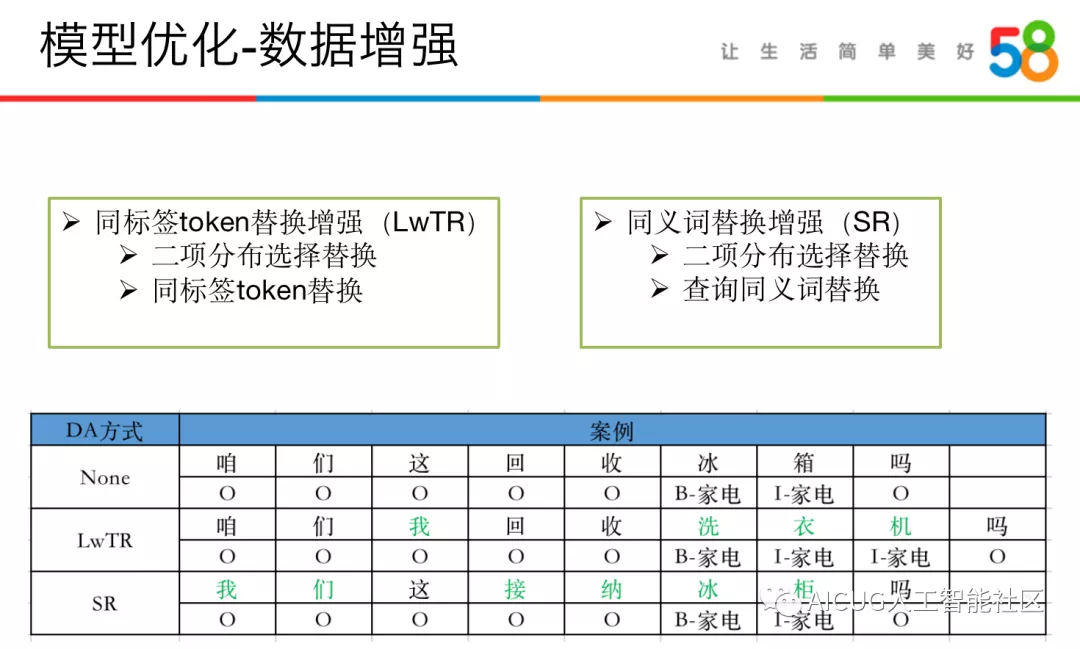 模型优化-数据增强
让生活简单美好 58
➢ 同标签token替换增强（LwTR）
➢ 二项分布选择替换
➢ 同标签token替换
➢ 同义词替换增强（SR）
➢ 二项分布选择替换
➢ 查询同义词替换
DA方式 案例
None
咱 们 这 回 收 冰 箱 吗
O O O O O B-家电 I-家电 O
LwTR
咱 们 我 回 收 洗 衣 机 吗
O O O O O B-家电 I-家电 I-家电 O
SR
我 们 这 接 纳 冰 柜 吗
O O O O O B-家电 I-家电 O
AICUG人工智能社区